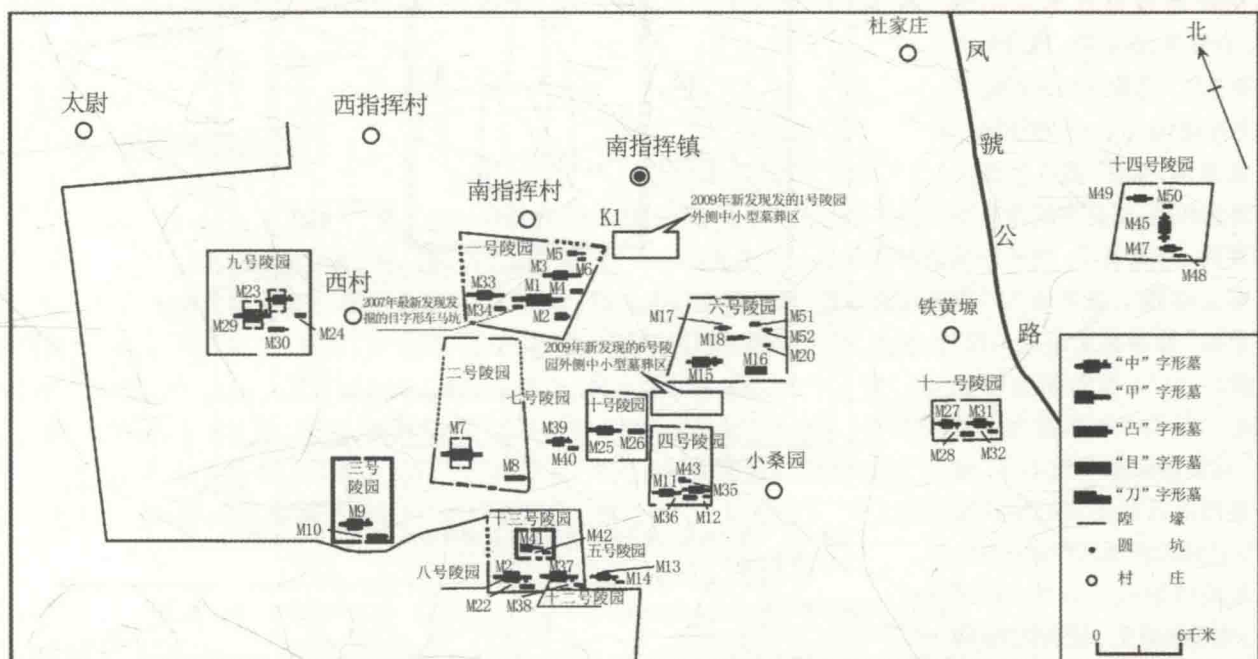 杜家庄
凤
北
太尉
西指挥村
南指挥镇
虢
十四号陵园
M49
M50
M45
M47
M48
公
南指挥村
K1
2009年新发现发的1号陵园
外侧中小型墓葬区
一号陵园
M5
M3
M6
M33
M1
M4
M34
M2
九号陵园
M23
M29
M24
M30
西村
2007年最新发现发
掘的目字形车马坑
六号陵园
M17
M51
M18
M52
M20
M15
M16
铁黄塬
路
2009年新发现的6号陵
园外侧中小型墓葬区
二号陵园
七号陵园
十号陵园
M7
M39
M40
M25
M26
M8
四号陵园
M43
M11
M35
M36
M12
小桑园
十一号陵园
M27
M31
M28
M32
三号
陵园
M9
M10
十三号陵园
M41
M42
五号陵园
八号陵园
M2
M37
M13
M14
M22
M38
十二号陵园
“中”字形墓
“甲”字形墓
“凸”字形墓
“目”字形墓
“刀”字形墓
隍 壕
圆 坑
村 庄
0 6千米